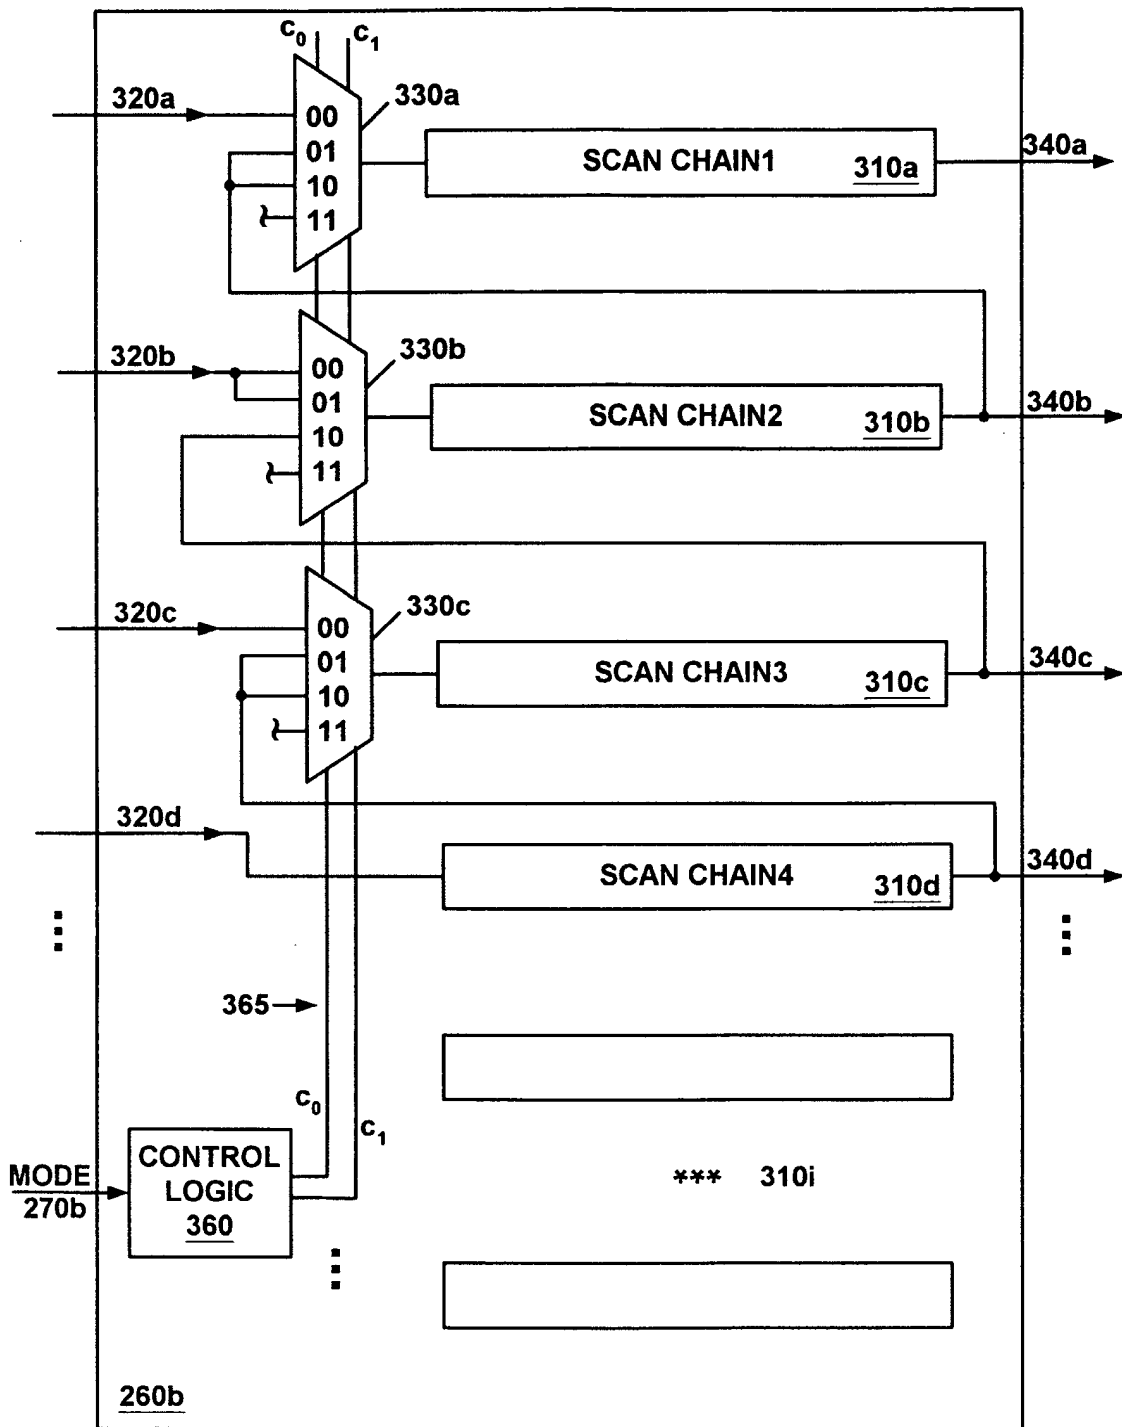 c0 c1
320a
330a
00
01
10
11
SCAN CHAIN1
310a
340a
320b
330b
00
01
10
11
SCAN CHAIN2
310b
340b
320c
330c
00
01
10
11
SCAN CHAIN3
310c
340c
320d
SCAN CHAIN4
310d
340d
365
c0
c1
MODE
270b
CONTROL
LOGIC
360
*** 310i
260b